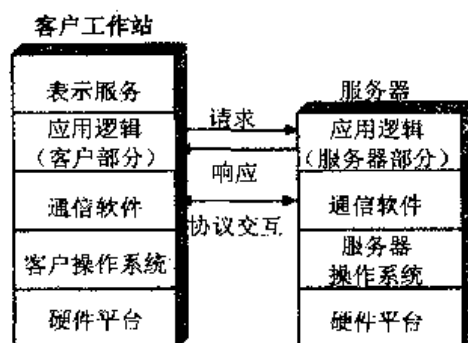 客户工作站
表示服务
应用逻辑
(客户部分)
通信软件
客户操作系统
硬件平台
请求
响应
协议交互
服务器
应用逻辑
(服务器部分)
通信软件
服务器
操作系统
硬件平台